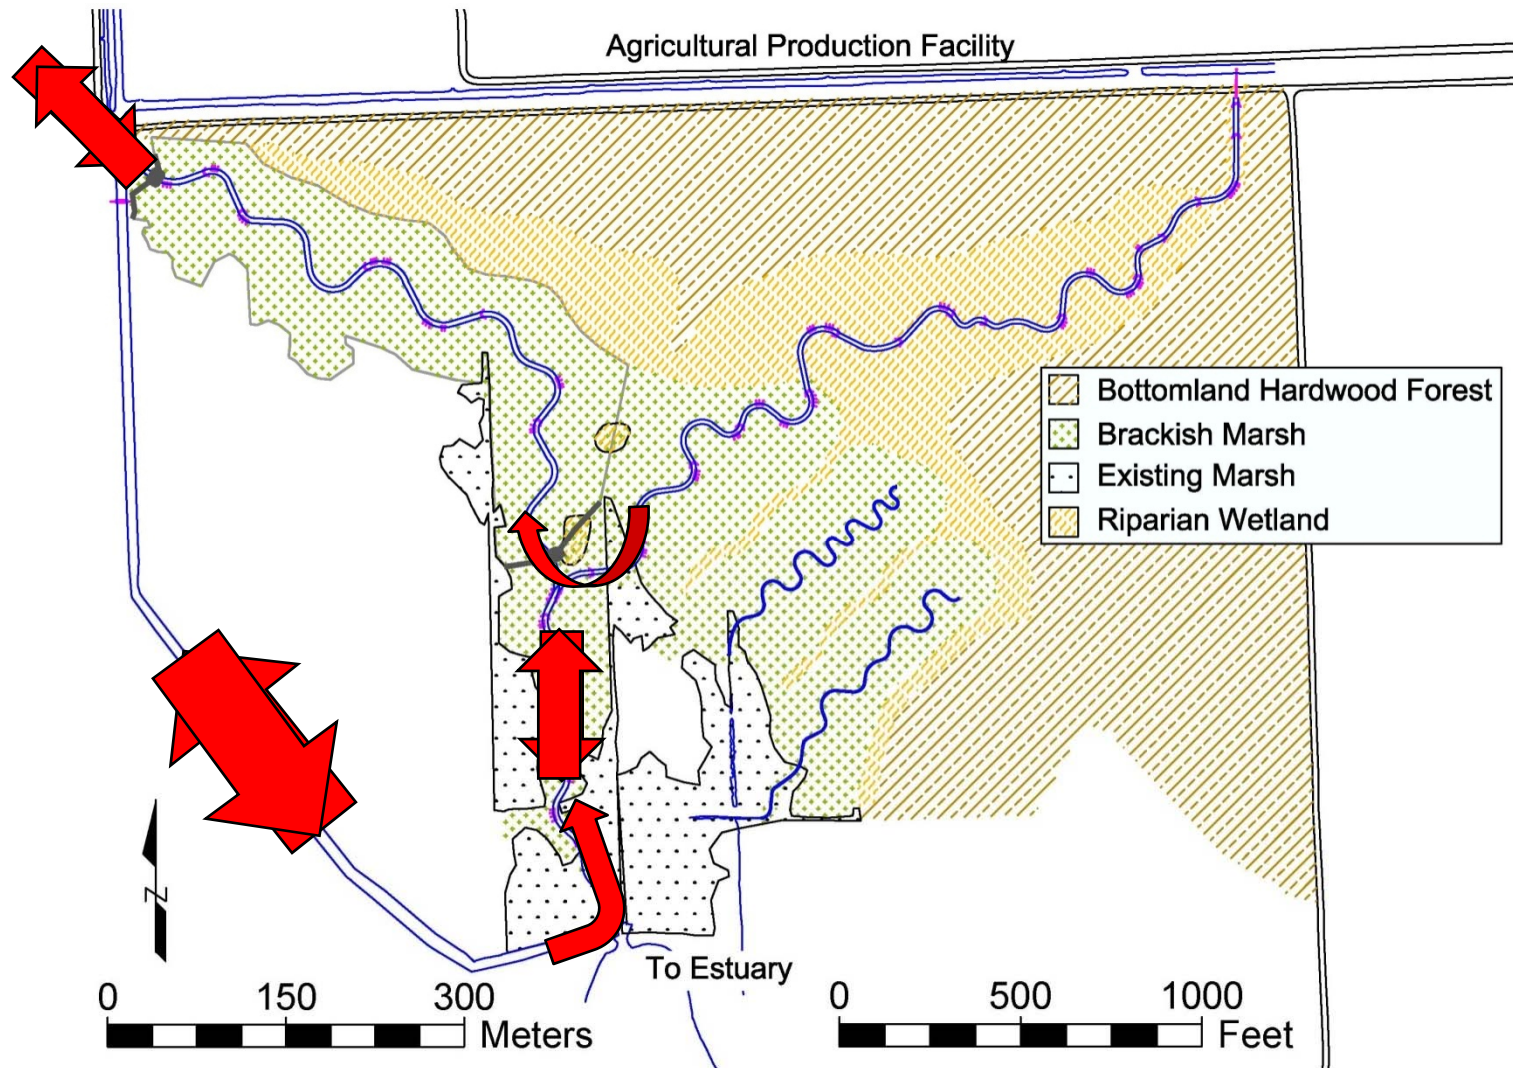 Agricultural Production Facility
Bottomland Hardwood Forest
Brackish Marsh
Existing Marsh
Riparian Wetland
N
To Estuary
0 150 300
Meters
0 500 1000
Feet